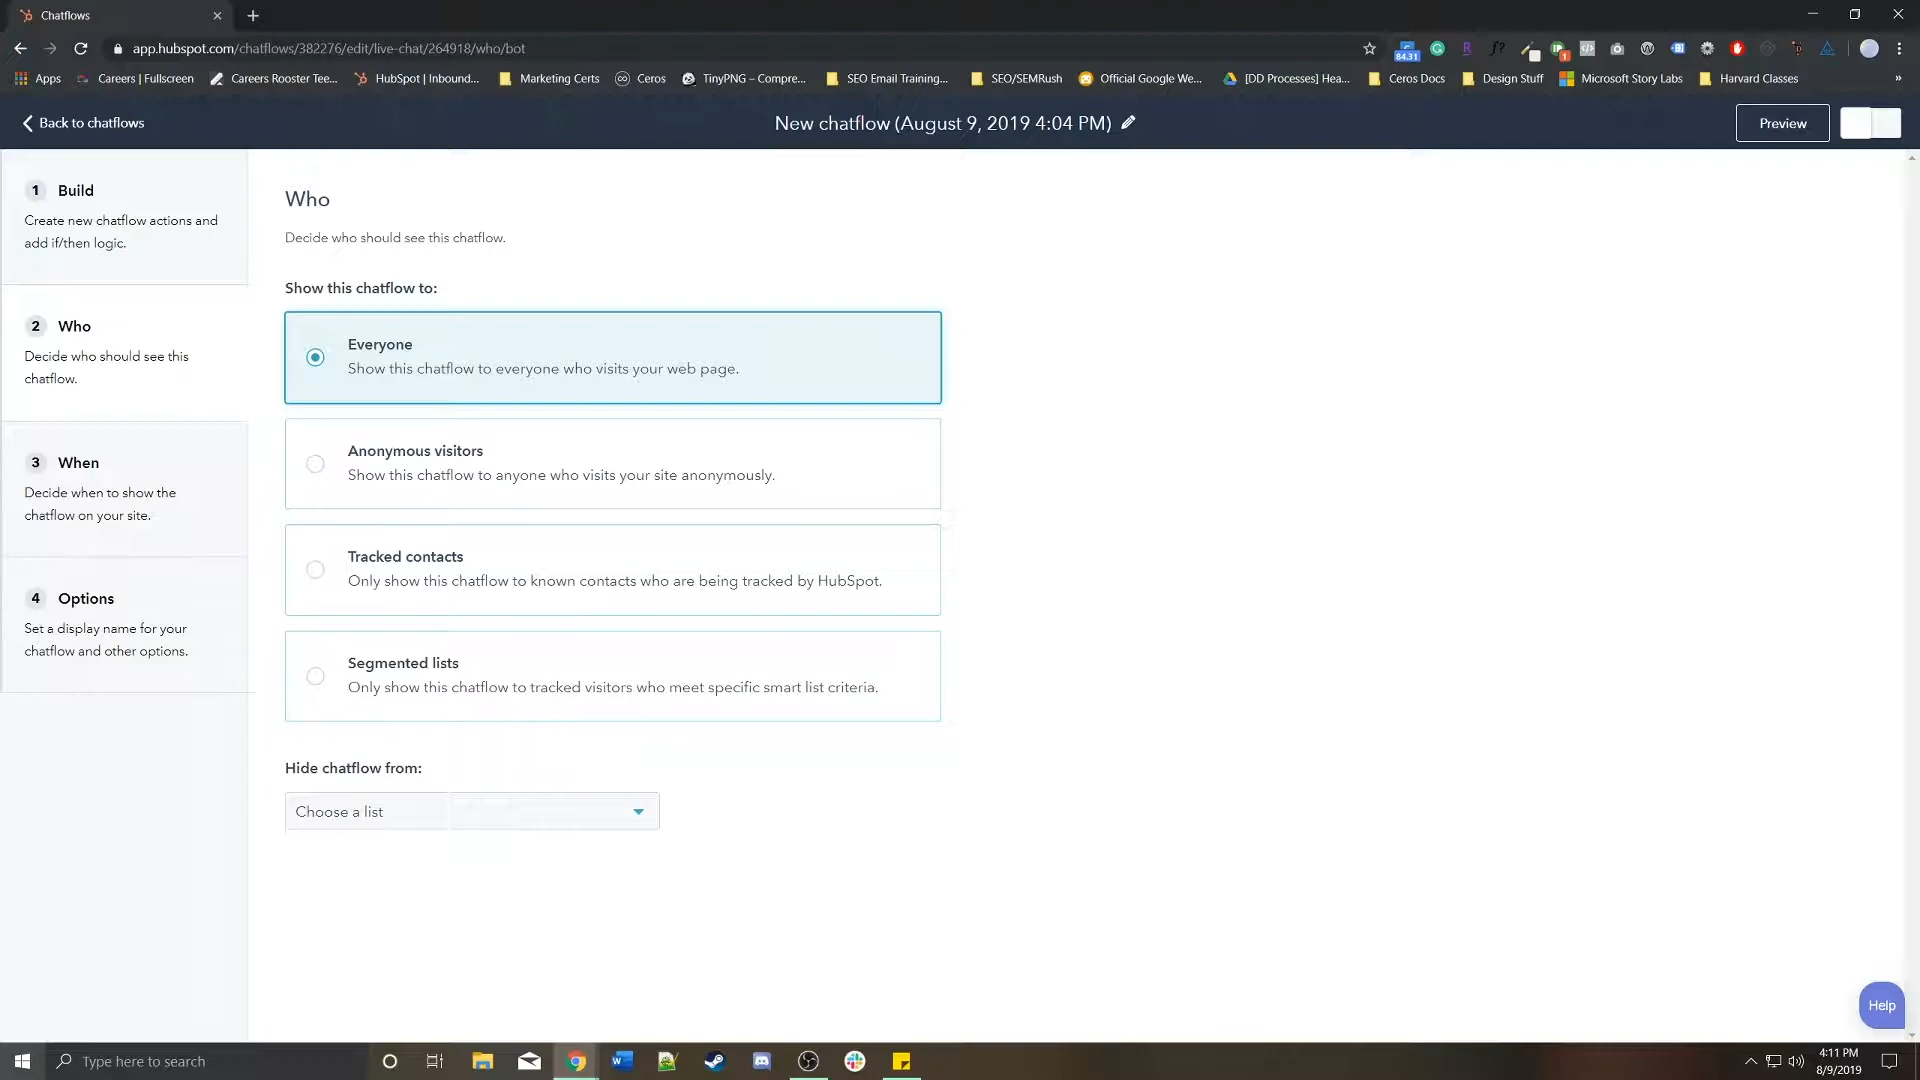 Chatflows
app.hubspot.com/chatflows/382276/edit/live-chat/264918/who/bot
84.31
1
Apps
Careers | Fullscreen
Careers Rooster Tee...
HubSpot | Inbound...
Marketing Certs
Ceros
TinyPNG – Compre...
SEO Email Training...
SEO/SEMRush
Official Google We...
[DD Processes] Hea...
Ceros Docs
Design Stuff
Microsoft Story Labs
Harvard Classes
»
Back to chatflows
New chatflow (August 9, 2019 4:04 PM)
Preview
1 Build
Create new chatflow actions and
add if/then logic.
2 Who
Decide who should see this
chatflow.
3 When
Decide when to show the
chatflow on your site.
4 Options
Set a display name for your
chatflow and other options.
Who
Decide who should see this chatflow.
Show this chatflow to:
Everyone
Show this chatflow to everyone who visits your web page.
Anonymous visitors
Show this chatflow to anyone who visits your site anonymously.
Tracked contacts
Only show this chatflow to known contacts who are being tracked by HubSpot.
Segmented lists
Only show this chatflow to tracked visitors who meet specific smart list criteria.
Hide chatflow from:
Choose a list
Help
Type here to search
4:11 PM
8/9/2019